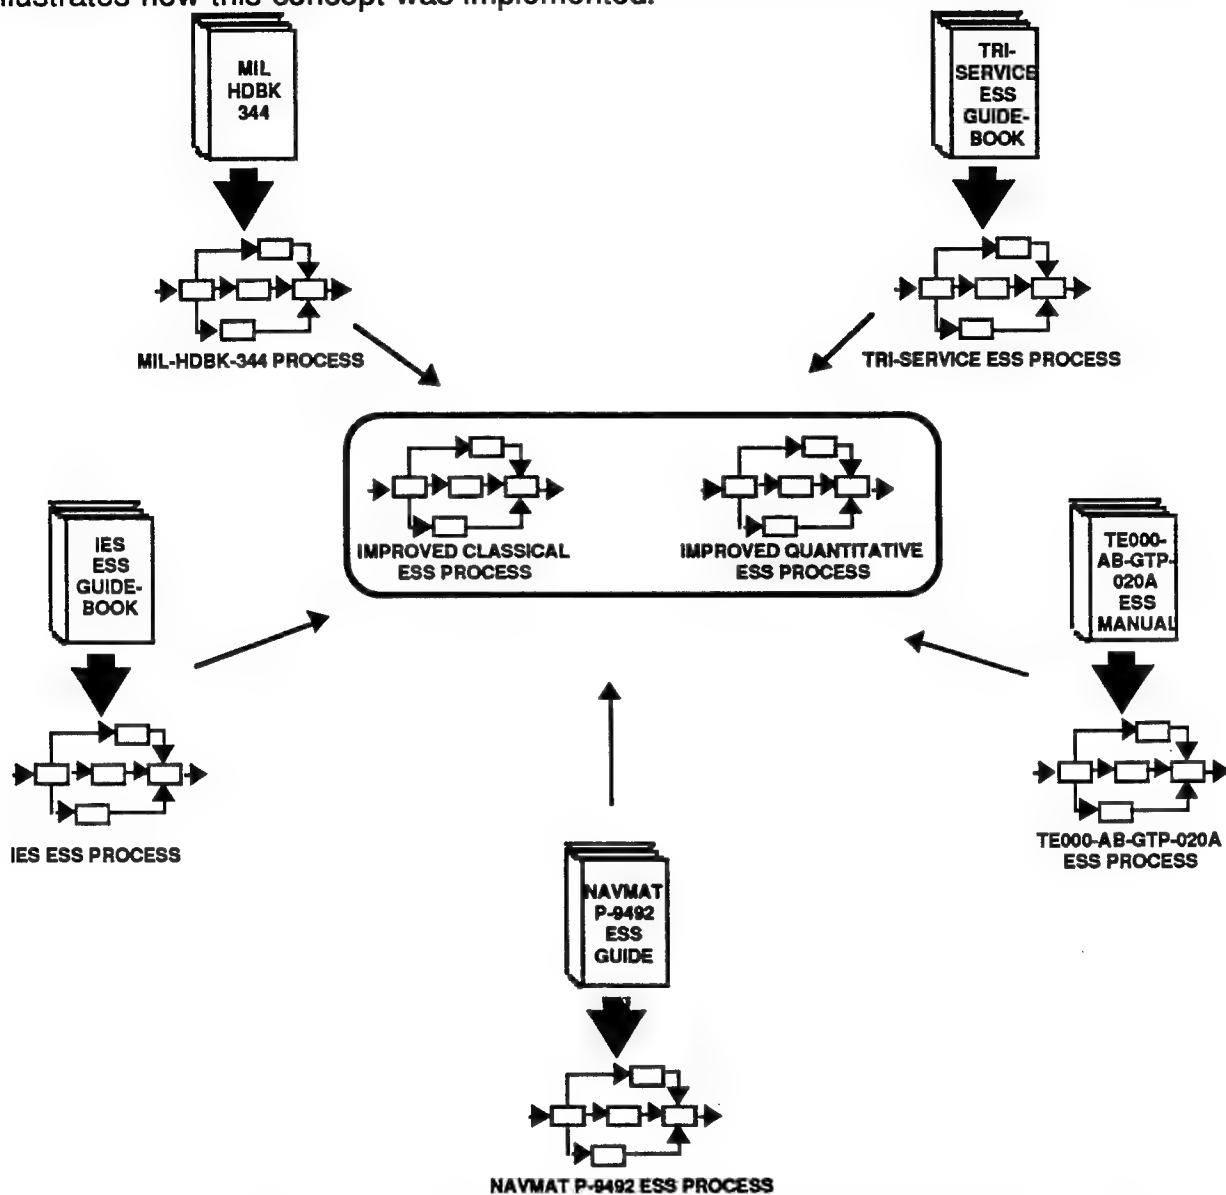 illustrates how this concept was implemented.
MIL
HDBK
344
TRI-
SERVICE
ESS
GUIDE-
BOOK
MIL-HDBK-344 PROCESS
TRI-SERVICE ESS PROCESS
IMPROVED CLASSICAL
ESS PROCESS
IMPROVED QUANTITATIVE
ESS PROCESS
IES
ESS
GUIDE-
BOOK
TE000-
AB-GTP-
020A
ESS
MANUAL
IES ESS PROCESS
TE000-AB-GTP-020A
ESS PROCESS
NAVMAT
P-9492
ESS
GUIDE
NAVMAT P-9492 ESS PROCESS